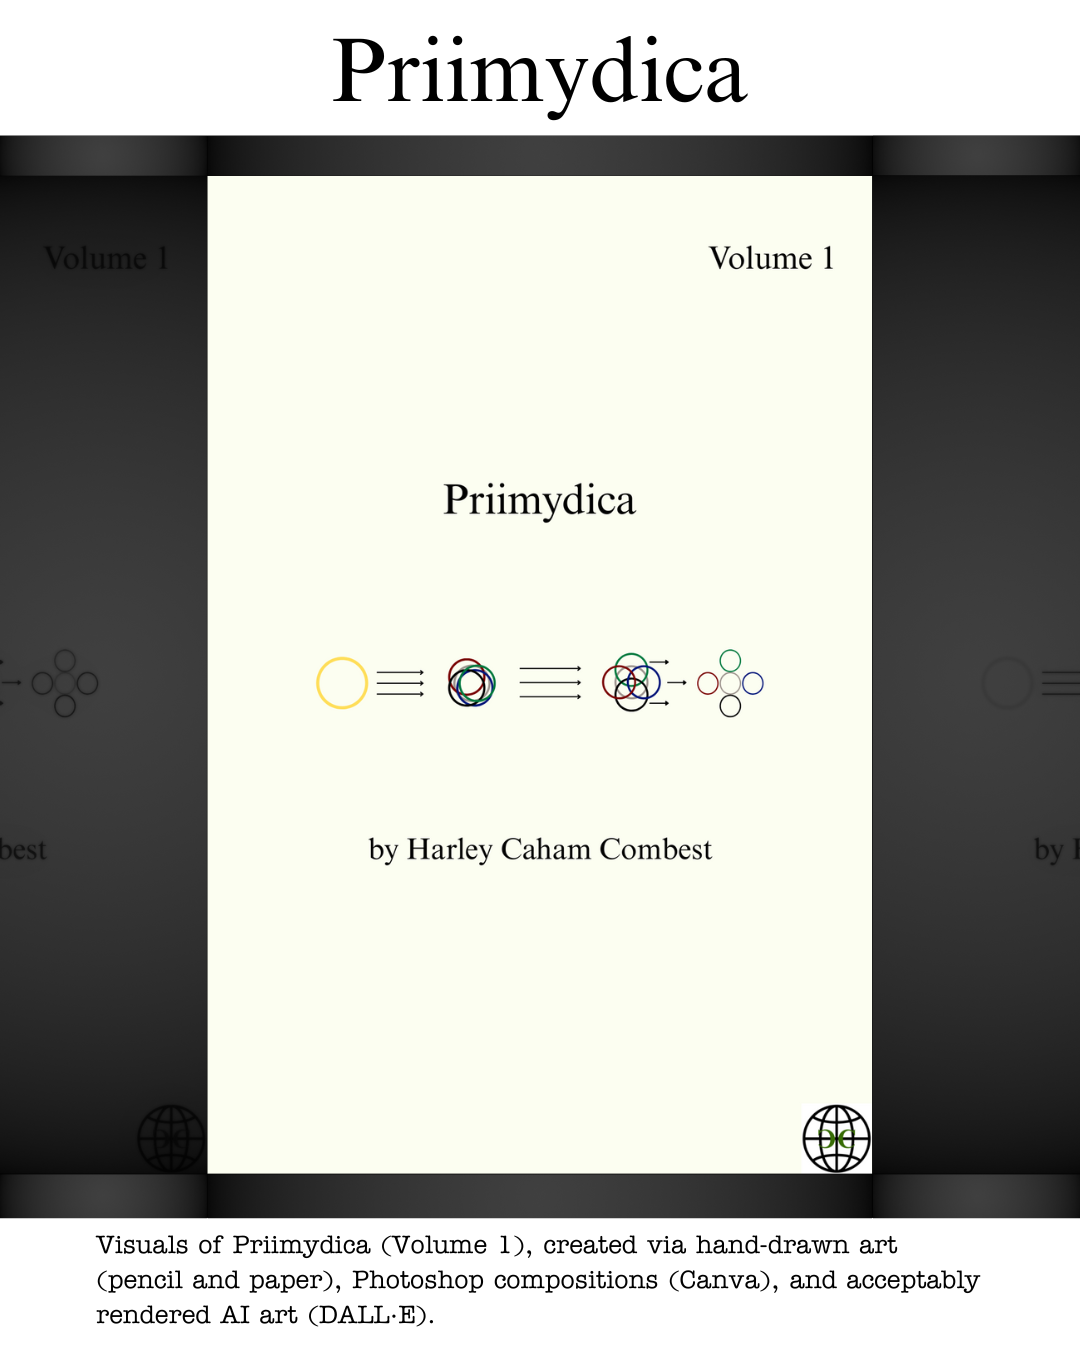 Priimydica
Volume 1
Volume 1
Priimydica
best
by Harley Caham Combest
by
Visuals of Priimydica (Volume 1), created via hand-drawn art
(pencil and paper), Photoshop compositions (Canva), and acceptably
rendered AI art (DALL·E).